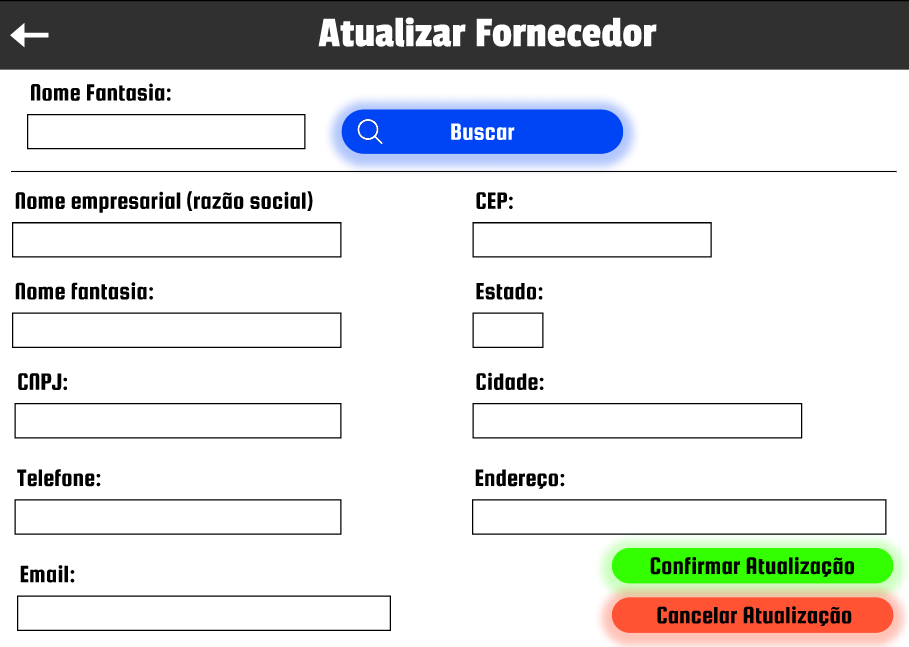 Atualizar Fornecedor
Nome Fantasia:
Buscar
Nome empresarial (razão social)
CEP:
Nome fantasia:
Estado:
CNPJ:
Cidade:
Telefone:
Endereço:
Email:
Confirmar Atualização
Cancelar Atualização